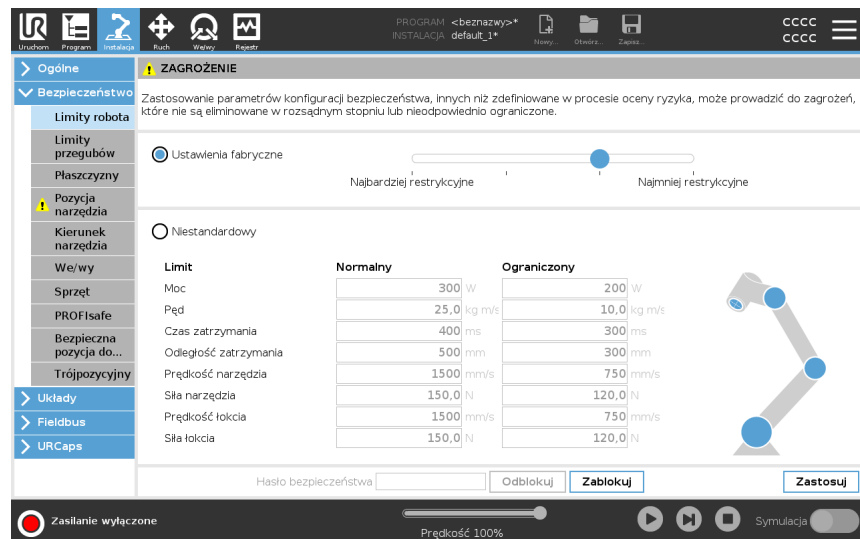 PROGRAM <beznazwy>*
INSTALACJA default_1*
Uruchom Program Instalacja Ruch We/wy Rejestr
Nowy... Otwórz... Zapisz...
CCCC
CCCC
Ogólne
Bezpieczeństwo
Limity robota
Limity
przegubów
Płaszczyzny
Pozycja
narzędzia
Kierunek
narzędzia
We/wy
Sprzęt
PROFIsafe
Bezpieczna
pozycja do...
Trójpozycyjny
Układy
Fieldbus
URCaps
ZAGROŻENIE
Zastosowanie parametrów konfiguracji bezpieczeństwa, innych niż zdefiniowane w procesie oceny ryzyka, może prowadzić do zagrożeń,
które nie są eliminowane w rozsądnym stopniu lub nieodpowiednio ograniczone.
Ustawienia fabryczne
Najbardziej restrykcyjne Najmniej restrykcyjne
Niestandardowy
Limit Normalny Ograniczony
Moc 300 W 200 W
Pęd 25,0 kg m/s 10,0 kg m/s
Czas zatrzymania 400 ms 300 ms
Odległość zatrzymania 500 mm 300 mm
Prędkość narzędzia 1500 mm/s 750 mm/s
Siła narzędzia 150,0 N 120,0 N
Prędkość łokcia 1500 mm/s 750 mm/s
Siła łokcia 150,0 N 120,0 N
Hasło bezpieczeństwa Odblokuj Zablokuj Zastosuj
Zasilanie wyłączone
Prędkość 100%
Symulacja